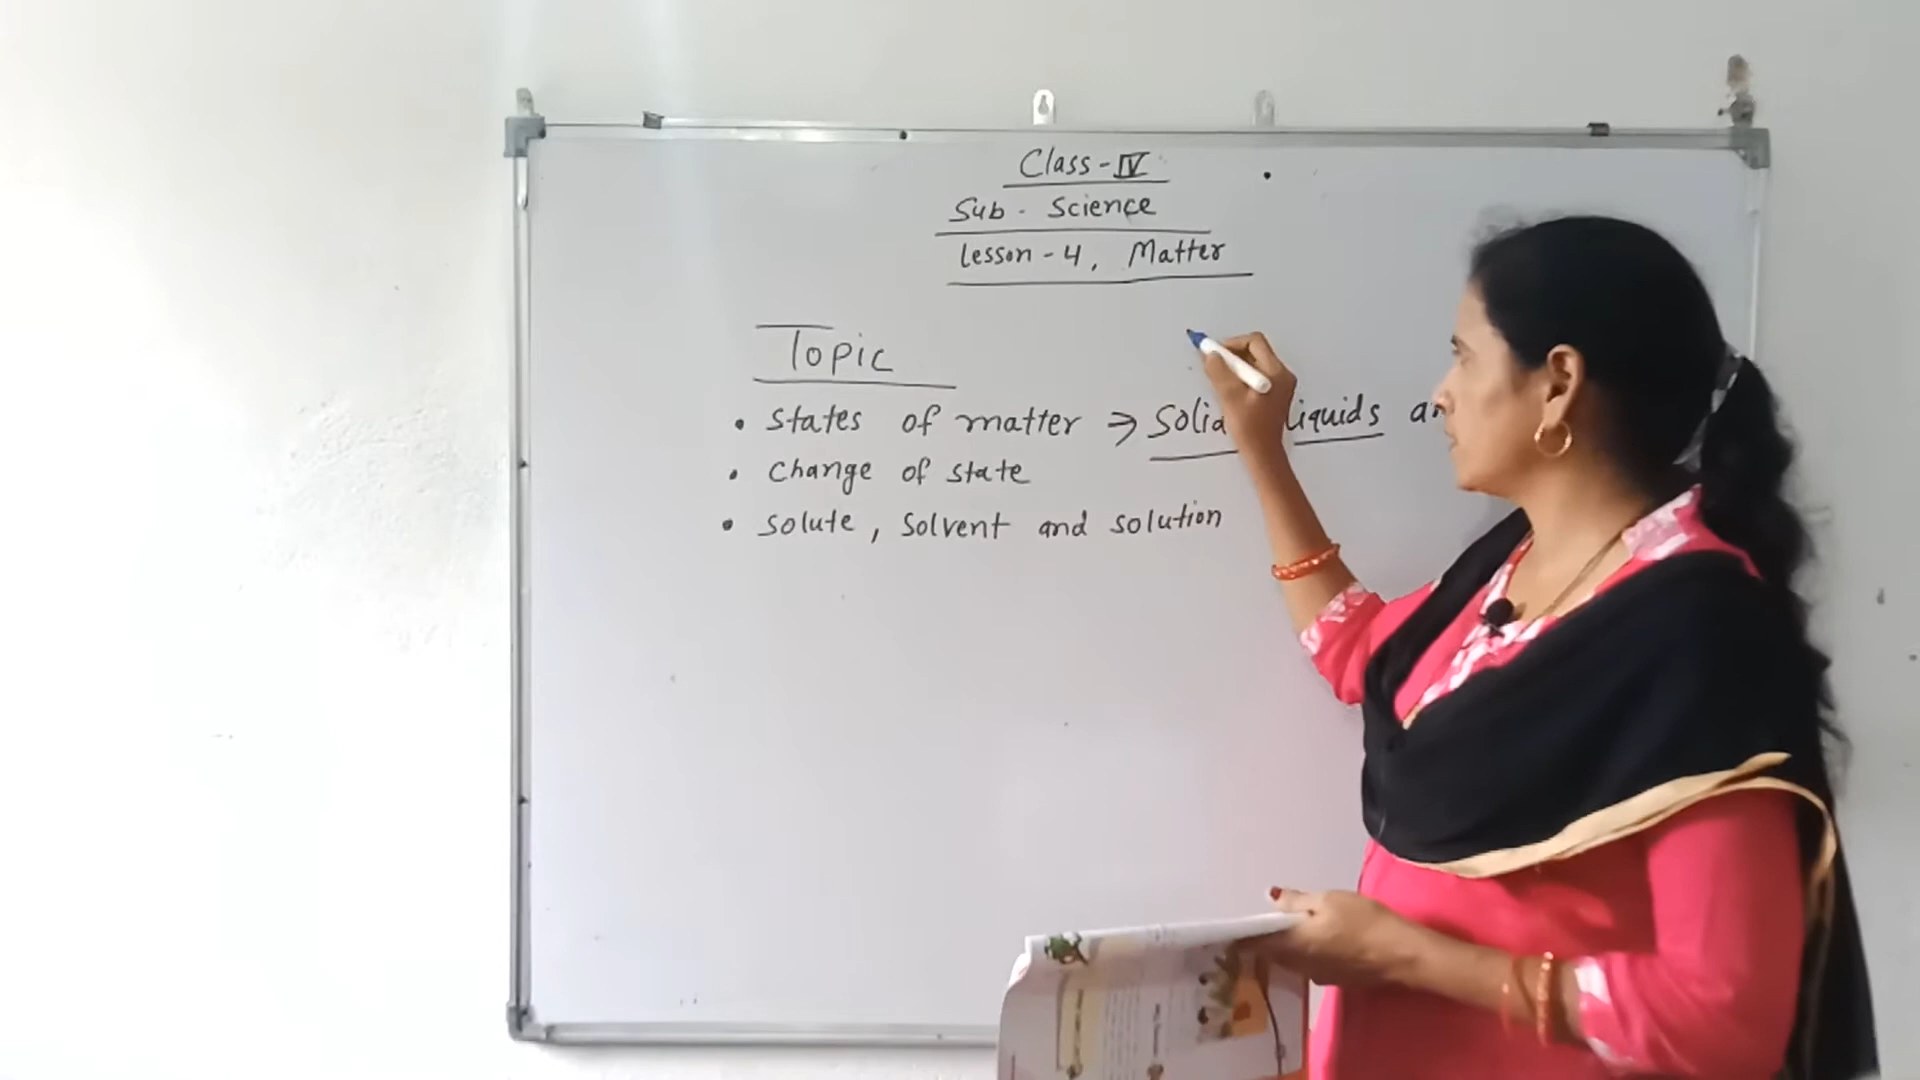 Class-IV
Sub - Science
Lesson-4, Matter
Topic
• states of matter → Liquids
• change of state
• solute, solvent and solution